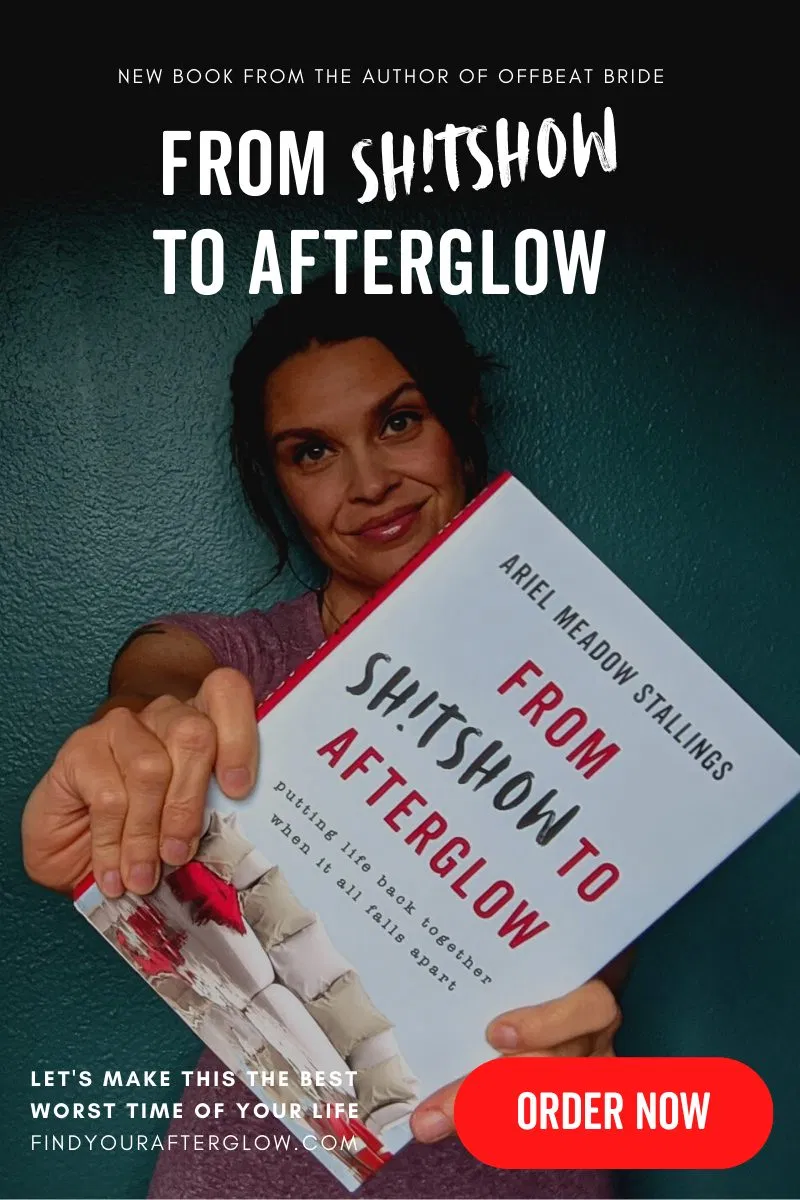 NEW BOOK FROM THE AUTHOR OF OFFBEAT BRIDE
FROM SH!TSHOW
TO AFTERGLOW
ARIEL MEADOW STALLINGS
FROM
SH!TSHOW TO
AFTERGLOW
putting life back together
when it all falls apart
LET'S MAKE THIS THE BEST
WORST TIME OF YOUR LIFE
FINDYOURAFTERGLOW.COM
ORDER NOW